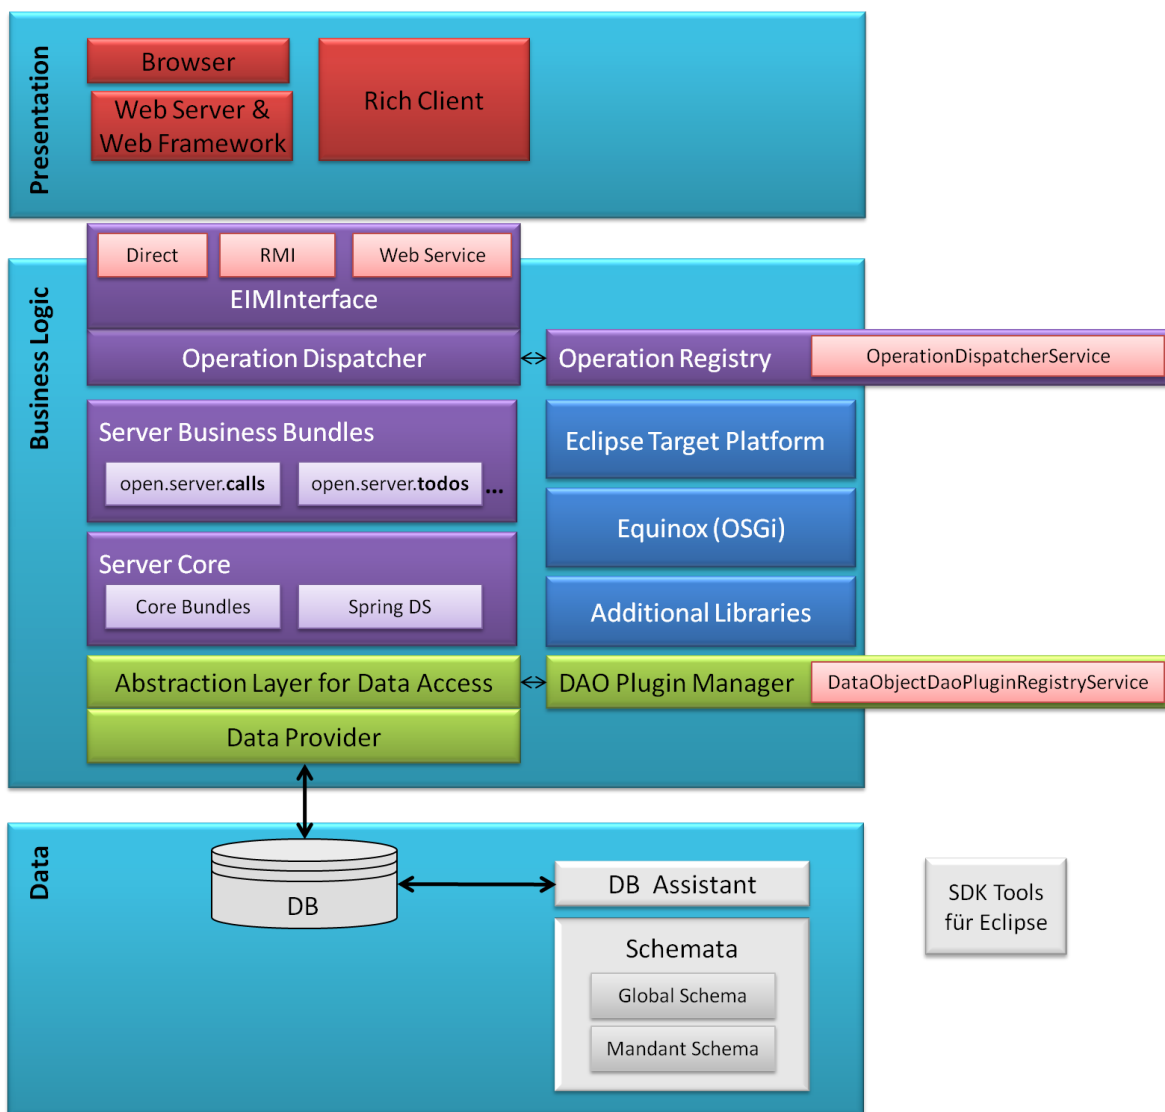 Presentation
Browser
Web Server &
Web Framework
Rich Client
Business Logic
Direct
RMI
Web Service
EIMInterface
Operation Dispatcher
Operation Registry
OperationDispatcherService
Server Business Bundles
open.server.calls
open.server.todos
...
Eclipse Target Platform
Equinox (OSGi)
Server Core
Core Bundles
Spring DS
Additional Libraries
Abstraction Layer for Data Access
DAO Plugin Manager
DataObjectDaoPluginRegistryService
Data Provider
Data
DB
DB Assistant
Schemata
Global Schema
Mandant Schema
SDK Tools
für Eclipse